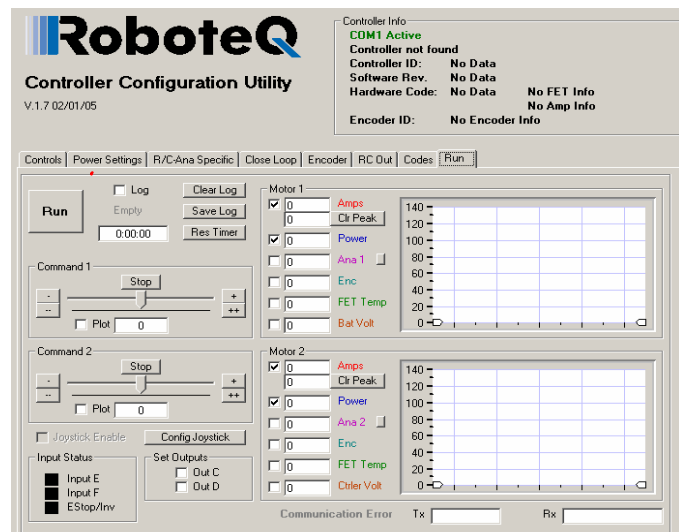 RoboteQ
Controller Configuration Utility
V.1.7 02/01/05
Controller Info
COM1 Active
Controller not found
Controller ID: No Data
Software Rev. No Data
Hardware Code: No Data No FET Info
No Amp Info
Encoder ID: No Encoder Info
Controls Power Settings R/C-Ana Specific Close Loop Encoder RC Out Codes Run
Run
Log
Clear Log
Empty
Save Log
0:00:00
Res Timer
Command 1
Stop
- +
-- ++
Plot 0
Command 2
Stop
- +
-- ++
Plot 0
Joystick Enable
Config Joystick
Input Status
Input E
Input F
EStop/Inv
Set Outputs
Out C
Out D
Motor 1
0 Amps
0 Clr Peak
0 Power
0 Ana 1
0 Enc
0 FET Temp
0 Bat Volt
140
120
100
80
60
40
20
0
Motor 2
0 Amps
0 Clr Peak
0 Power
0 Ana 2
0 Enc
0 FET Temp
0 Ctrler Volt
140
120
100
80
60
40
20
0
Communication Error Tx Rx